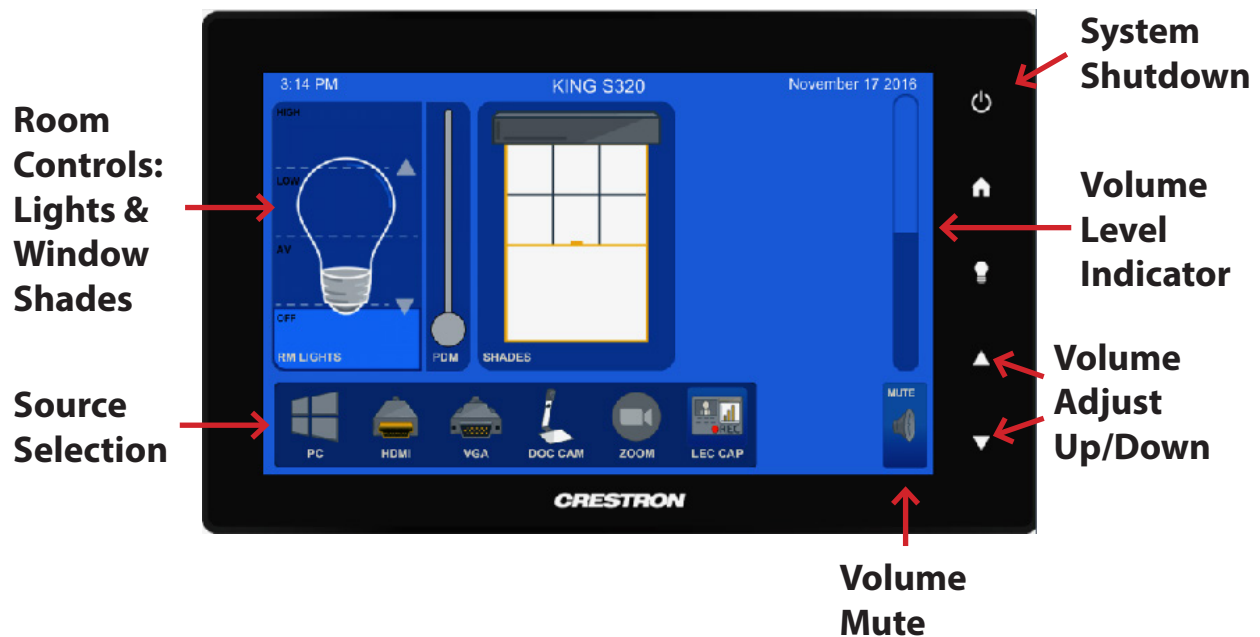 System
Shutdown
3:14 PM
KING S320
November 17 2016
Room
Controls:
Lights &
Window
Shades
HIGH
LOW
AV
OFF
RM LIGHTS
PDM
SHADES
Volume
Level
Indicator
Volume
Adjust
Up/Down
Source
Selection
MUTE
REC
PC
HDMI
VGA
DOC CAM
ZOOM
LEC CAP
CRESTRON
Volume
Mute